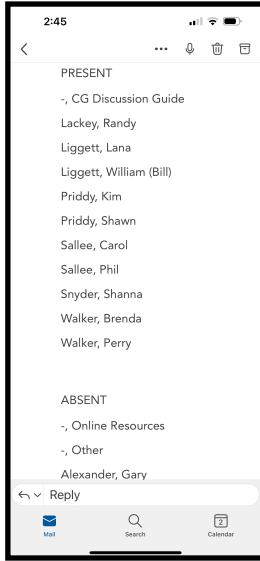 2:45
PRESENT
-, CG Discussion Guide
Lackey, Randy
Liggett, Lana
Liggett, William (Bill)
Priddy, Kim
Priddy, Shawn
Sallee, Carol
Sallee, Phil
Snyder, Shanna
Walker, Brenda
Walker, Perry
ABSENT
-, Online Resources
-, Other
Alexander, Gary
Reply
2
Mail Search Calendar